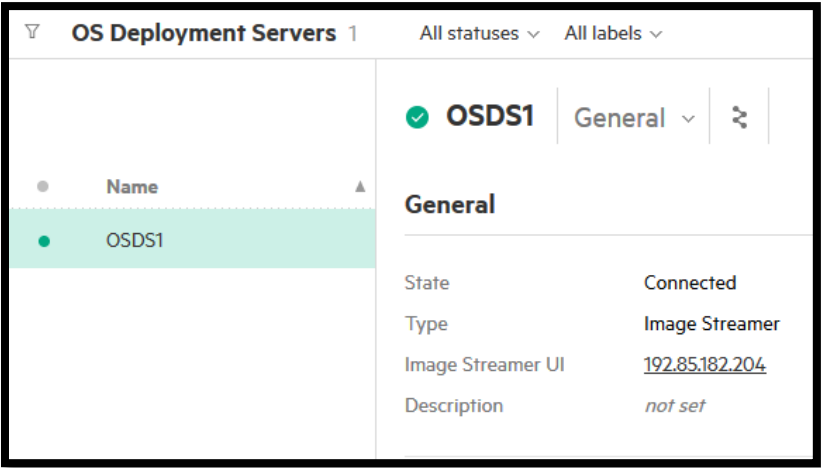 OS Deployment Servers 1 All statuses All labels
OSDS1 General
Name
General
OSDS1
State Connected
Type Image Streamer
Image Streamer UI 192.85.182.204
Description not set